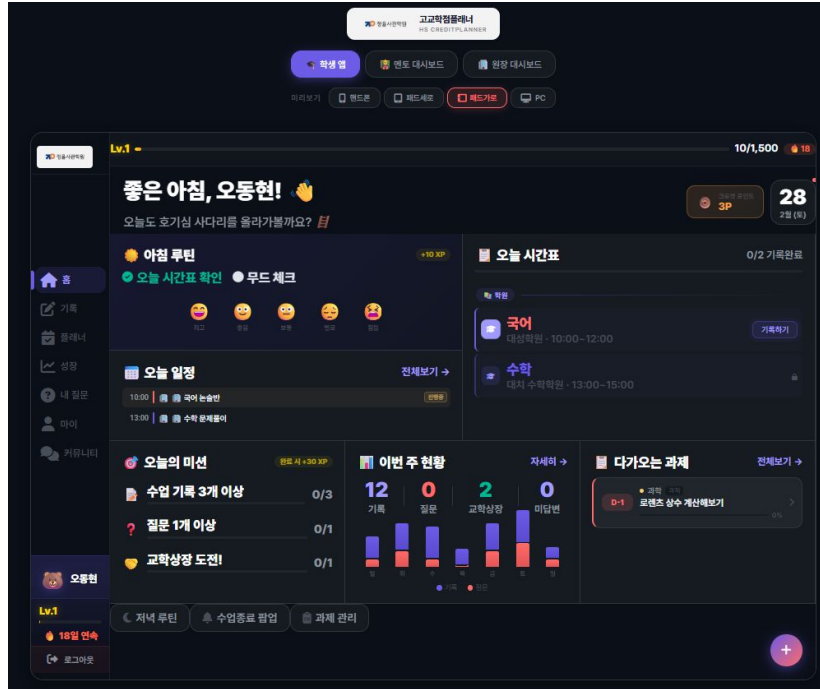 정율사관학원 고교학점플래너
HS CREDITPLANNER
학생 앱 멘토 대시보드 원장 대시보드
미리보기 핸드폰 패드세로 패드가로 PC
정율사관학원
Lv.1 10/1,500 18
좋은 아침, 오동현!
오늘도 호기심 사다리를 올라가볼까요?
3P
28
2월 (토)
홈
기록
플래너
성장
내 질문
마이
커뮤니티
아침 루틴 +10 XP
오늘 시간표 확인 무드 체크
최고 좋음 보통 별로 힘듦
오늘 시간표 0/2 기록완료
학원
국어 기록하기
대성학원 · 10:00~12:00
수학
대치 수학학원 · 13:00~15:00
오늘 일정 전체보기 →
10:00 국어 논술반 진행중
13:00 수학 문제풀이
오늘의 미션 완료 시 +30 XP
수업 기록 3개 이상 0/3
질문 1개 이상 0/1
교학상장 도전! 0/1
이번 주 현황 자세히 →
12 0 2 0
기록 질문 교학상장 미답변
월 화 수 목 금 토 일
기록 질문
다가오는 과제 전체보기 →
과학
D-1 로렌츠 상수 계산해보기
0%
오동현
Lv.1
18일 연속
로그아웃
저녁 루틴 수업종료 팝업 과제 관리
+